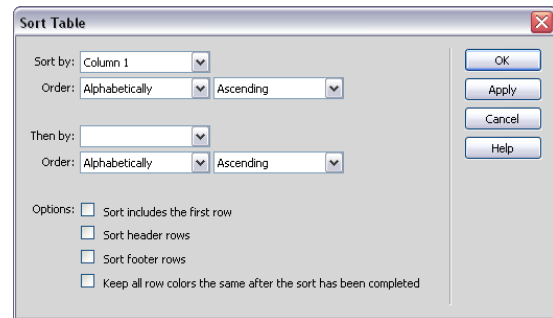 Sort Table
Sort by: Column 1
Order: Alphabetically Ascending
Then by:
Order: Alphabetically Ascending
Options: Sort includes the first row
Sort header rows
Sort footer rows
Keep all row colors the same after the sort has been completed
OK
Apply
Cancel
Help